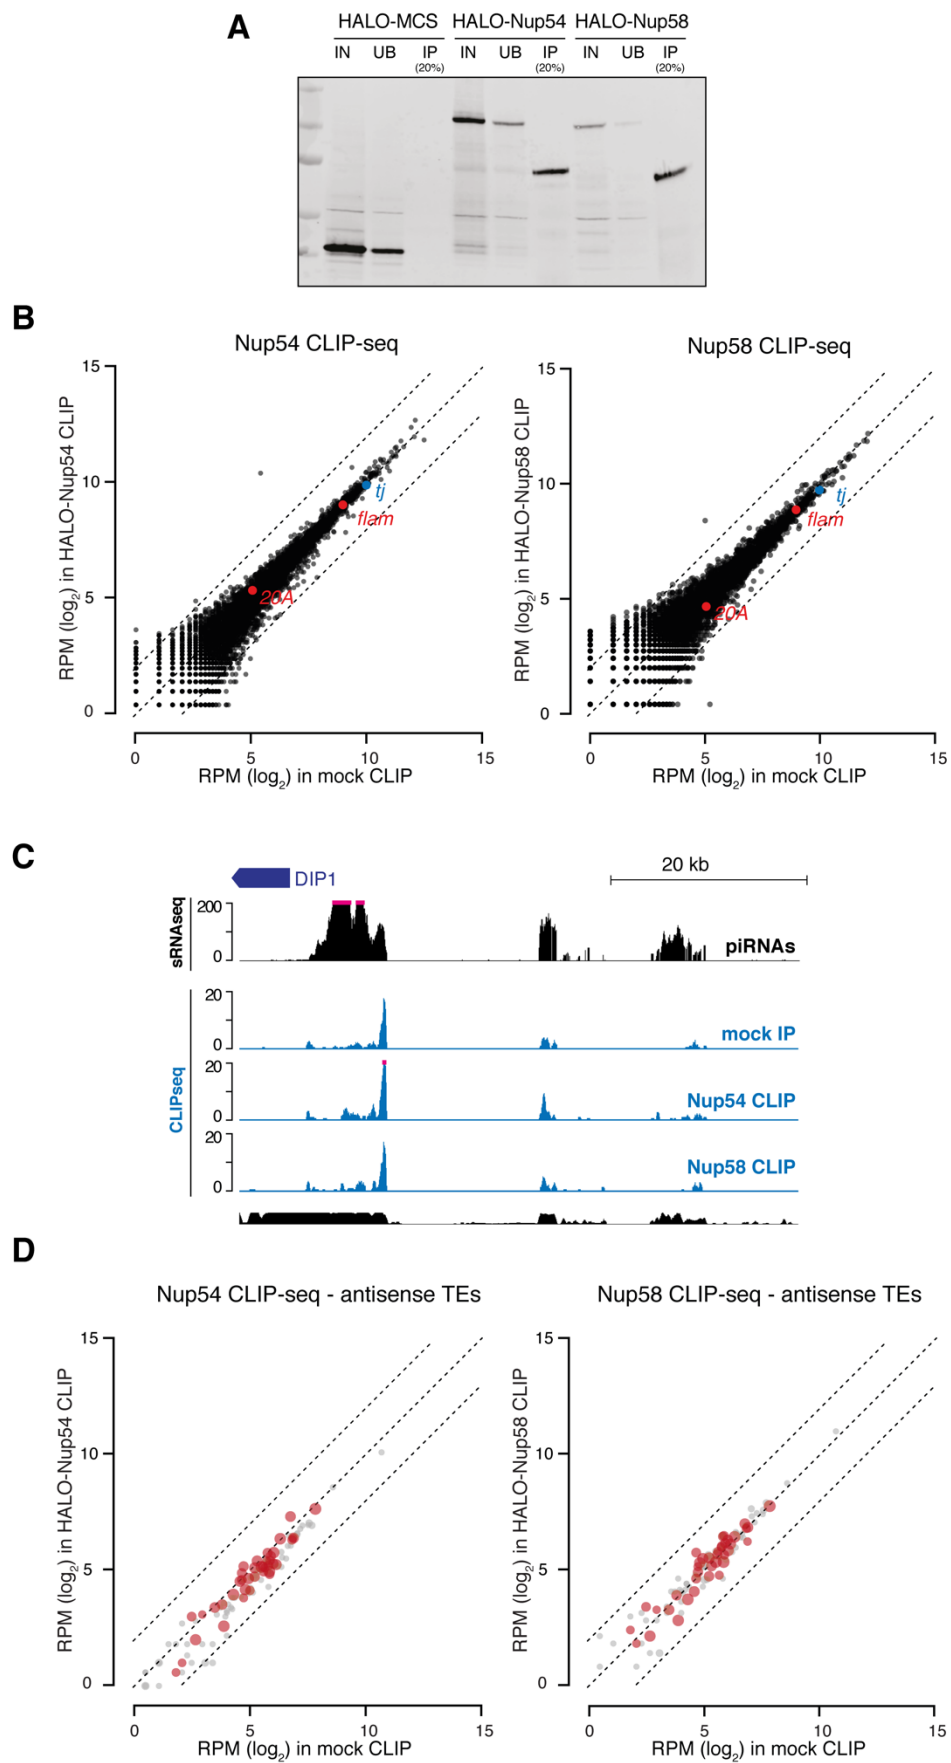 A
HALO-MCS HALO-Nup54 HALO-Nup58
IN UB IP IN UB IP IN UB IP
(20%) (20%) (20%)
B
Nup54 CLIP-seq
RPM (log2) in HALO-Nup54 CLIP
15
10
5
0
tj
flam
20A
0 5 10 15
RPM (log2) in mock CLIP
Nup58 CLIP-seq
RPM (log2) in HALO-Nup58 CLIP
15
10
5
0
tj
flam
20A
0 5 10 15
RPM (log2) in mock CLIP
C
DIP1
20 kb
sRNAseq
200
0
piRNAs
CLIPseq
20
0
mock IP
20
0
Nup54 CLIP
20
0
Nup58 CLIP
D
Nup54 CLIP-seq - antisense TEs
RPM (log2) in HALO-Nup54 CLIP
15
10
5
0
0 5 10 15
RPM (log2) in mock CLIP
Nup58 CLIP-seq - antisense TEs
RPM (log2) in HALO-Nup58 CLIP
15
10
5
0
0 5 10 15
RPM (log2) in mock CLIP